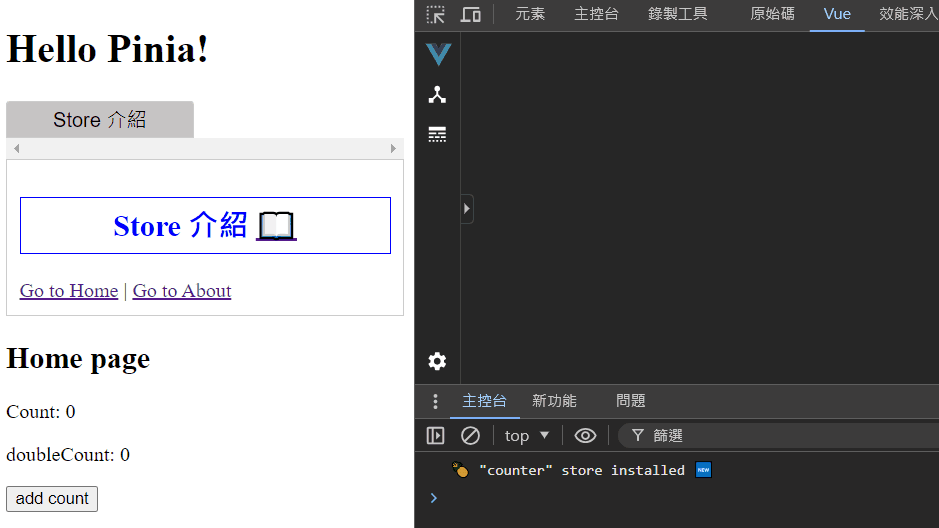 Hello Pinia!
Store 介紹
Store 介紹 📖
Go to Home | Go to About
Home page
Count: 0
doubleCount: 0
add count
元素 主控台 錄製工具 原始碼 Vue 效能深入
主控台 新功能 問題
top ▼ 篩選
🍍 "counter" store installed 🆕